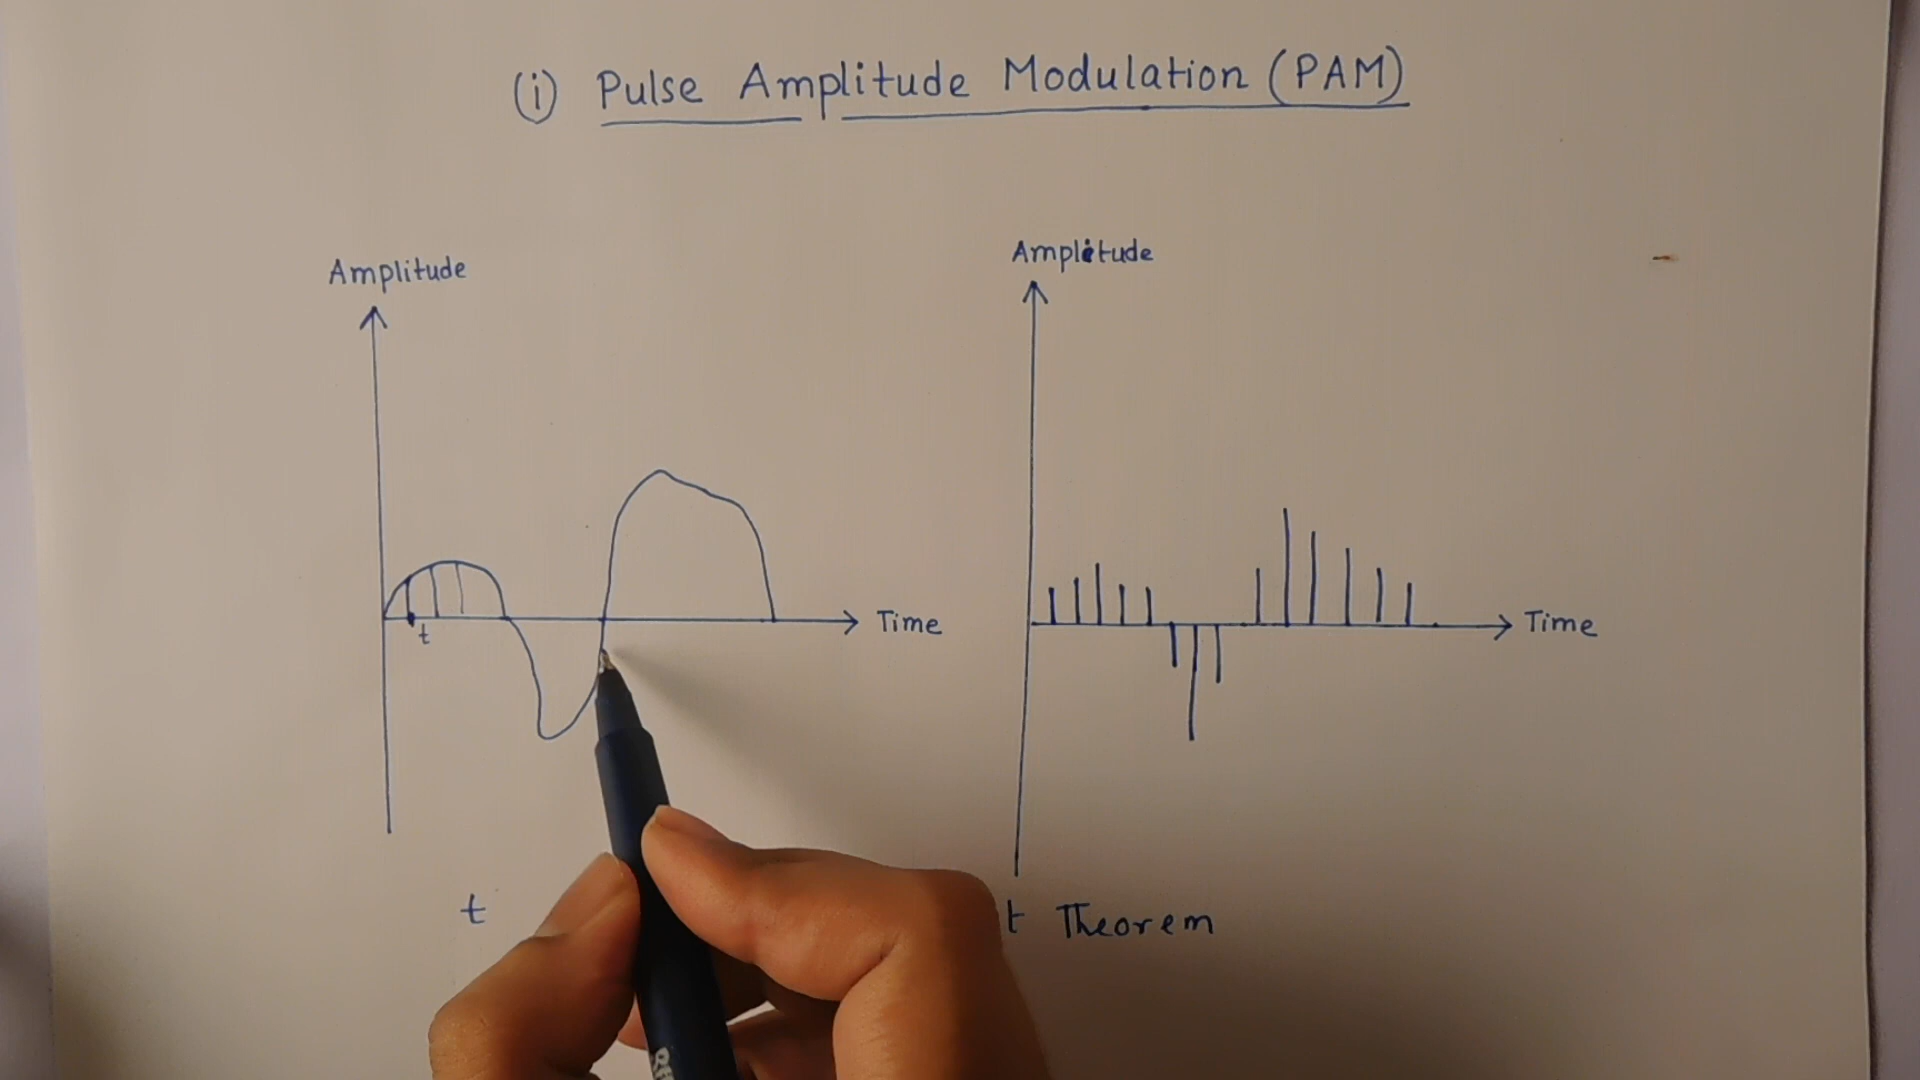 (i) Pulse Amplitude Modulation (PAM)
Amplitude
Amplitude
Time
Time
t
t
t Theorem